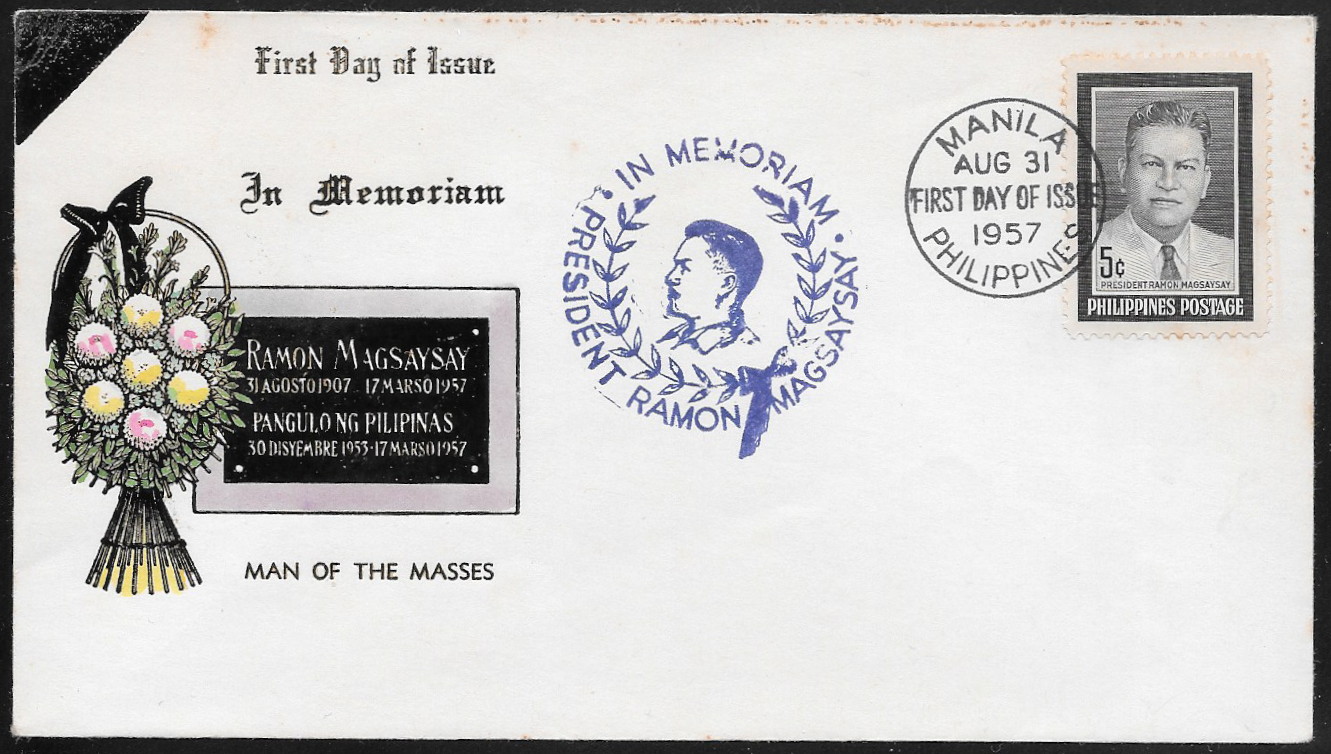 First Day of Issue
In Memoriam
RAMON MAGSAYSAY
31 AGOSTO 1907 - 17 MARSO 1957
PANGULO NG PILIPINAS
30 DISYEMBRE 1953 - 17 MARSO 1957
MAN OF THE MASSES
• IN MEMORIAM •
PRESIDENT RAMON MAGSAYSAY
MANILA
AUG 31
FIRST DAY OF ISSUE
1957
PHILIPPINES
5¢
PRESIDENT RAMON MAGSAYSAY
PHILIPPINES POSTAGE